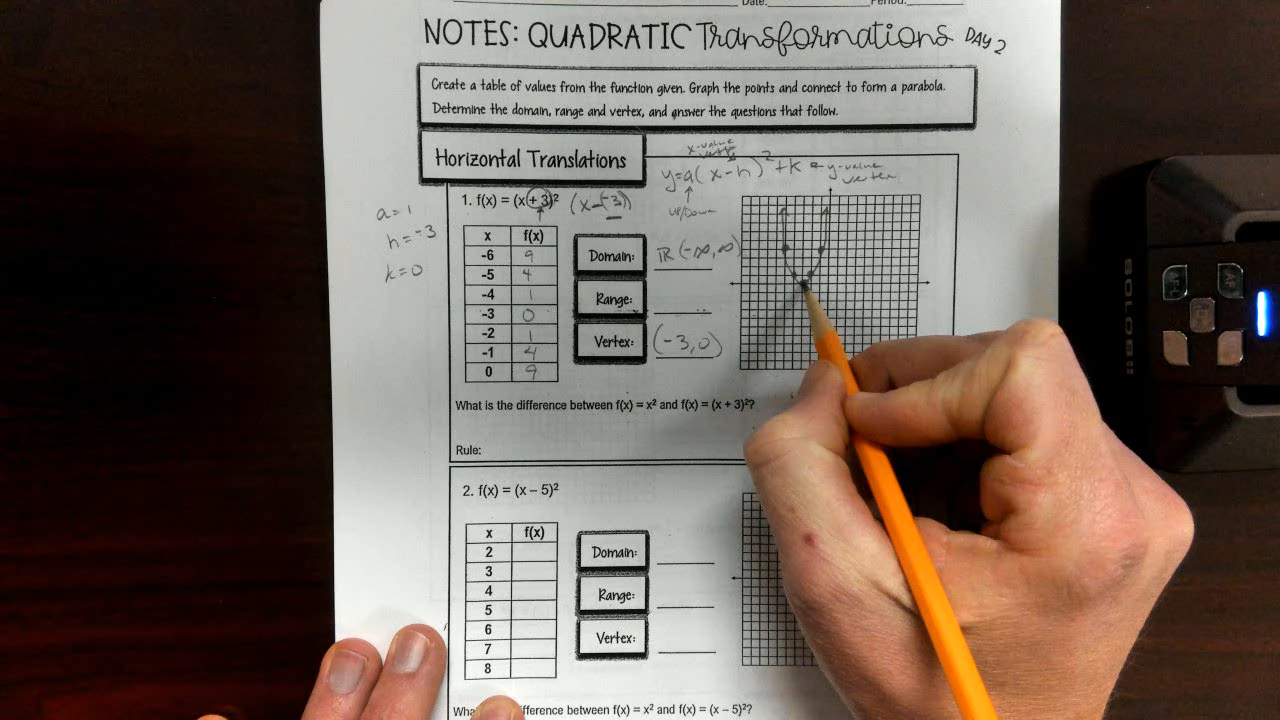 Date: Period:
NOTES: QUADRATIC Transformations DAY 2
Create a table of values from the function given. Graph the points and connect to form a parabola.
Determine the domain, range and vertex, and answer the questions that follow.
Horizontal Translations
x-value
vertex
y=a(x-h)²+k
y-value
vertex
up/down
1. f(x) = (x + 3)² (x-(-3))
a=1
h=-3
k=0
x f(x)
-6 9
-5 4
-4 1
-3 0
-2 1
-1 4
0 9
Domain: ℝ (-∞,∞)
Range:
Vertex: (-3,0)
What is the difference between f(x) = x² and f(x) = (x + 3)²?
Rule:
2. f(x) = (x – 5)²
x f(x)
2
3
4
5
6
7
8
Domain:
Range:
Vertex:
fference between f(x) = x² and f(x) = (x – 5)²?
SOLO8